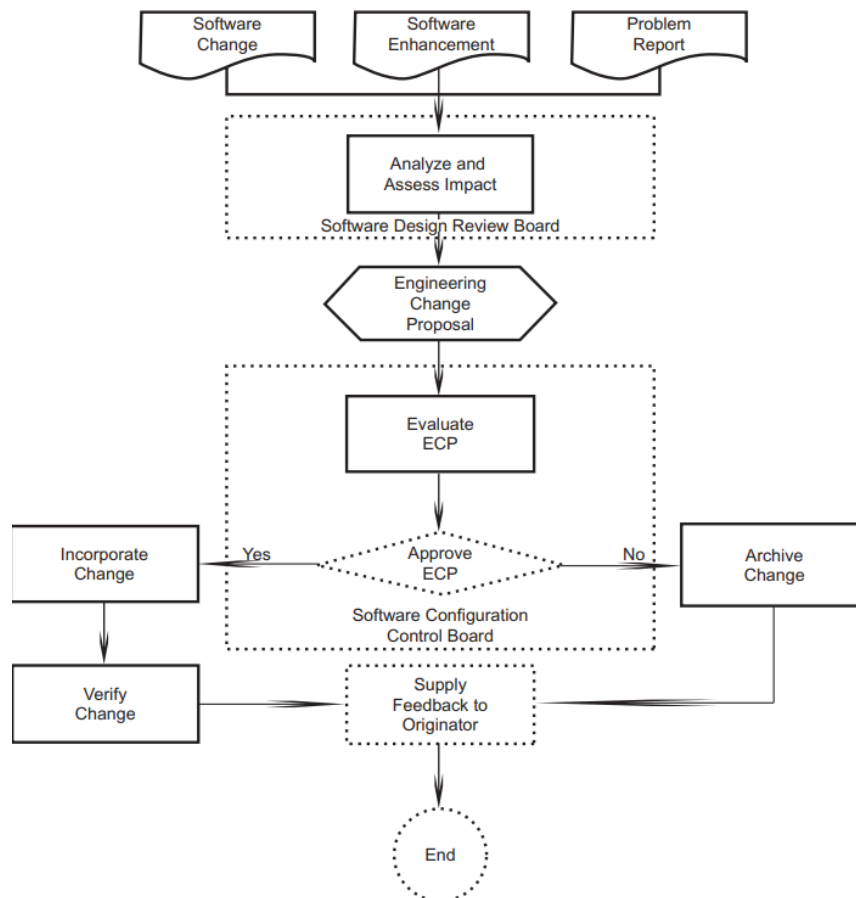 Software
Change
Software
Enhancement
Problem
Report
Analyze and
Assess Impact
Software Design Review Board
Engineering
Change
Proposal
Evaluate
ECP
Approve
ECP
Yes
No
Incorporate
Change
Archive
Change
Software Configuration
Control Board
Verify
Change
Supply
Feedback to
Originator
End